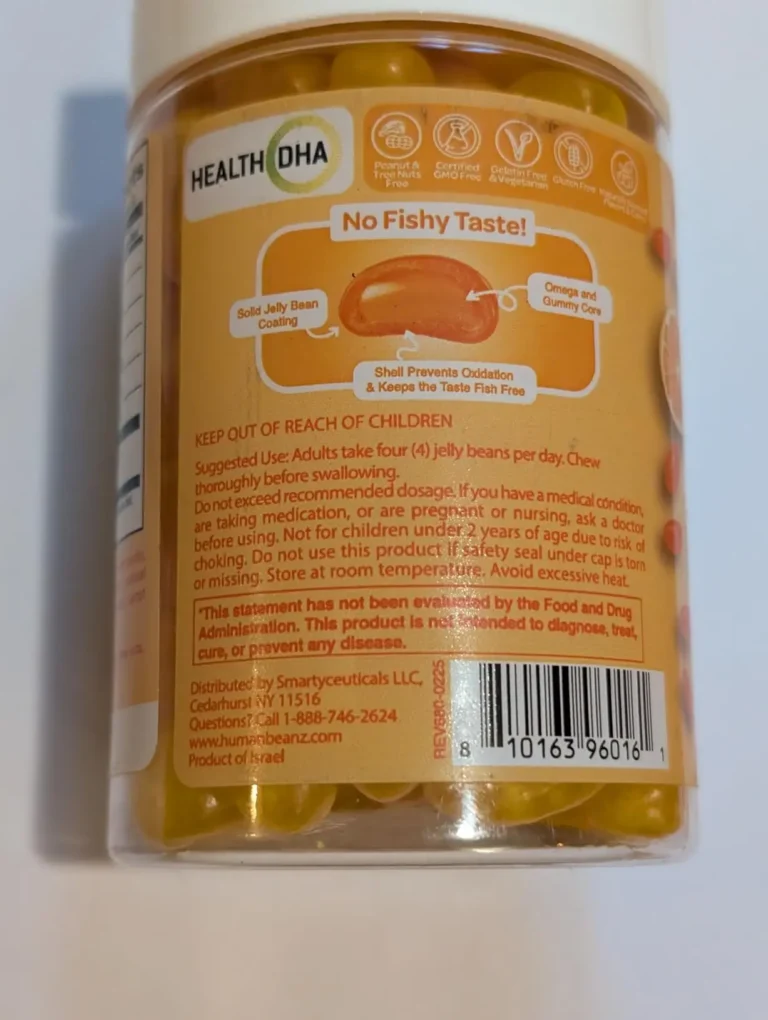 HEALTH DHA
Peanut &
Tree Nuts
Free
Certified
GMO Free
Gelatin Free
& Vegetarian
Gluten Free
No Fishy Taste!
Solid Jelly Bean
Coating
Omega and
Gummy Core
Shell Prevents Oxidation
& Keeps the Taste Fish Free
KEEP OUT OF REACH OF CHILDREN
Suggested Use: Adults take four (4) jelly beans per day. Chew
thoroughly before swallowing.
Do not exceed recommended dosage. If you have a medical condition,
are taking medication, or are pregnant or nursing, ask a doctor
before using. Not for children under 2 years of age due to risk of
choking. Do not use this product if safety seal under cap is torn
or missing. Store at room temperature. Avoid excessive heat.
*This statement has not been evaluated by the Food and Drug
Administration. This product is not intended to diagnose, treat,
cure, or prevent any disease.
Distributed by Smartyceuticals LLC,
Cedarhurst NY 11516
Questions? Call 1-888-746-2624
www.humanbeanz.com
Product of Israel
REVS80-0225
8 10163 96016 1